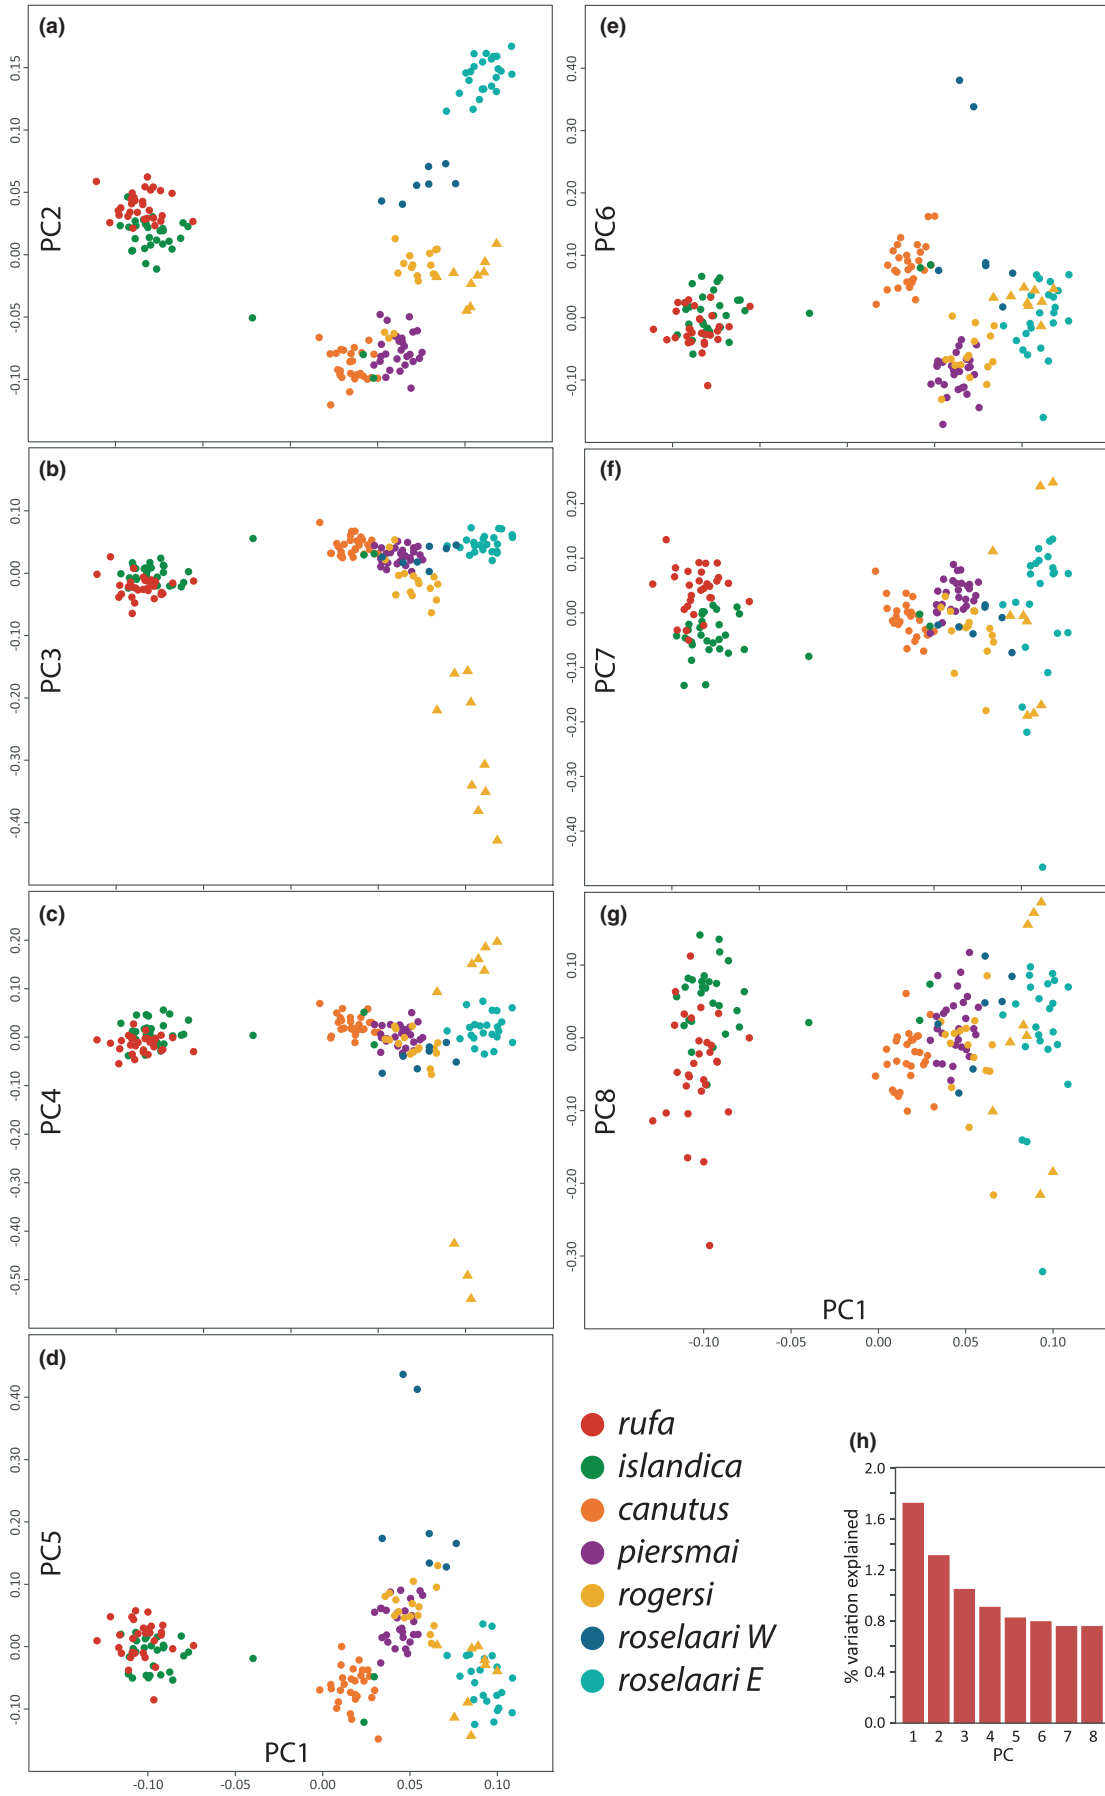 (a)
PC2
0.15
0.10
0.05
0.00
-0.05
-0.10
(b)
PC3
0.10
0.00
-0.10
-0.20
-0.30
-0.40
(c)
PC4
0.20
0.10
0.00
-0.10
-0.20
-0.30
-0.40
-0.50
(d)
PC5
0.40
0.30
0.20
0.10
0.00
-0.10
PC1
-0.10 -0.05 0.00 0.05 0.10
(e)
PC6
0.40
0.30
0.20
0.10
0.00
-0.10
(f)
PC7
0.20
0.10
0.00
-0.10
-0.20
-0.30
-0.40
(g)
PC8
0.10
0.00
-0.10
-0.20
-0.30
PC1
-0.10 -0.05 0.00 0.05 0.10
rufa
islandica
canutus
piersmai
rogersi
roselaari W
roselaari E
(h)
% variation explained
2.0
1.6
1.2
0.8
0.4
0.0
1 2 3 4 5 6 7 8
PC